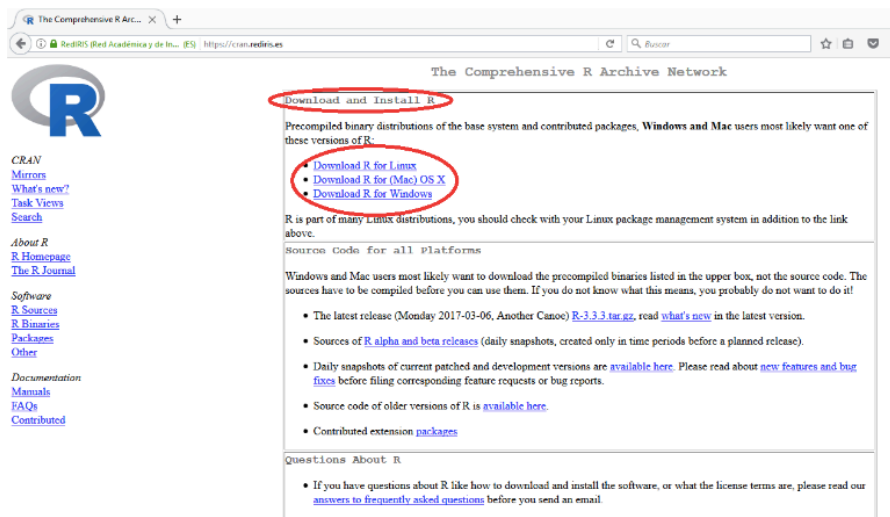 The Comprehensive R Arc...
RedIRIS (Red Académica y de In... (ES) https://cran.rediris.es
Buscar
The Comprehensive R Archive Network
R
CRAN
Mirrors
What's new?
Task Views
Search
About R
R Homepage
The R Journal
Software
R Sources
R Binaries
Packages
Other
Documentation
Manuals
FAQs
Contributed
Download and Install R
Precompiled binary distributions of the base system and contributed packages, Windows and Mac users most likely want one of
these versions of R:
• Download R for Linux
• Download R for (Mac) OS X
• Download R for Windows
R is part of many Linux distributions, you should check with your Linux package management system in addition to the link
above.
Source Code for all Platforms
Windows and Mac users most likely want to download the precompiled binaries listed in the upper box, not the source code. The
sources have to be compiled before you can use them. If you do not know what this means, you probably do not want to do it!
• The latest release (Monday 2017-03-06, Another Canoe) R-3.3.3.tar.gz, read what's new in the latest version.
• Sources of R alpha and beta releases (daily snapshots, created only in time periods before a planned release).
• Daily snapshots of current patched and development versions are available here. Please read about new features and bug
fixes before filing corresponding feature requests or bug reports.
• Source code of older versions of R is available here.
• Contributed extension packages
Questions About R
• If you have questions about R like how to download and install the software, or what the license terms are, please read our
answers to frequently asked questions before you send an email.